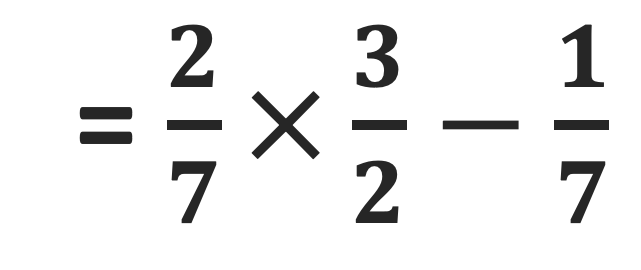 = 2/7 × 3/2 − 1/7